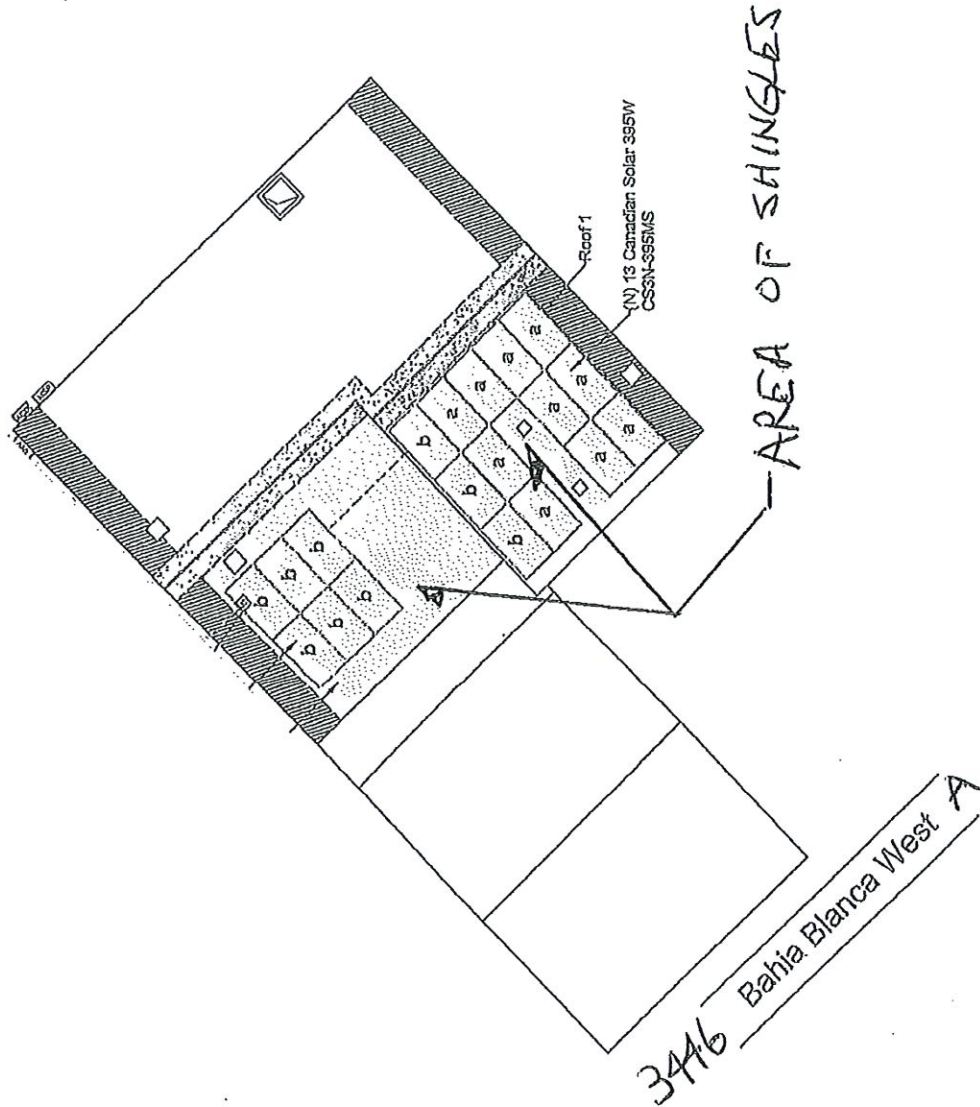 Roof 1
(N) 13 Canadian Solar 395W
CS3N-395MS
AREA OF SHINGLES
b b b
b b b
b a a a
b a a a
b a a a
a
3446 Bahia Blanca West A